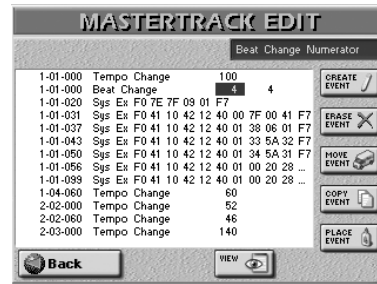 MASTERTRACK EDIT
Beat Change Numerator
1-01-000 Tempo Change 100
1-01-000 Beat Change 4 4
1-01-020 Sys Ex F0 7E 7F 09 01 F7
1-01-031 Sys Ex F0 41 10 42 12 40 00 7F 00 41 F7
1-01-037 Sys Ex F0 41 10 42 12 40 01 38 06 01 F7
1-01-043 Sys Ex F0 41 10 42 12 40 01 33 5A 32 F7
1-01-050 Sys Ex F0 41 10 42 12 40 01 34 5A 31 F7
1-01-056 Sys Ex F0 41 10 42 12 40 01 00 20 28 ...
1-01-099 Sys Ex F0 41 10 42 12 40 01 00 20 28 ...
1-04-060 Tempo Change 60
2-02-000 Tempo Change 52
2-02-060 Tempo Change 46
2-03-000 Tempo Change 140
CREATE
EVENT
ERASE
EVENT
MOVE
EVENT
COPY
EVENT
PLACE
EVENT
Back
VIEW